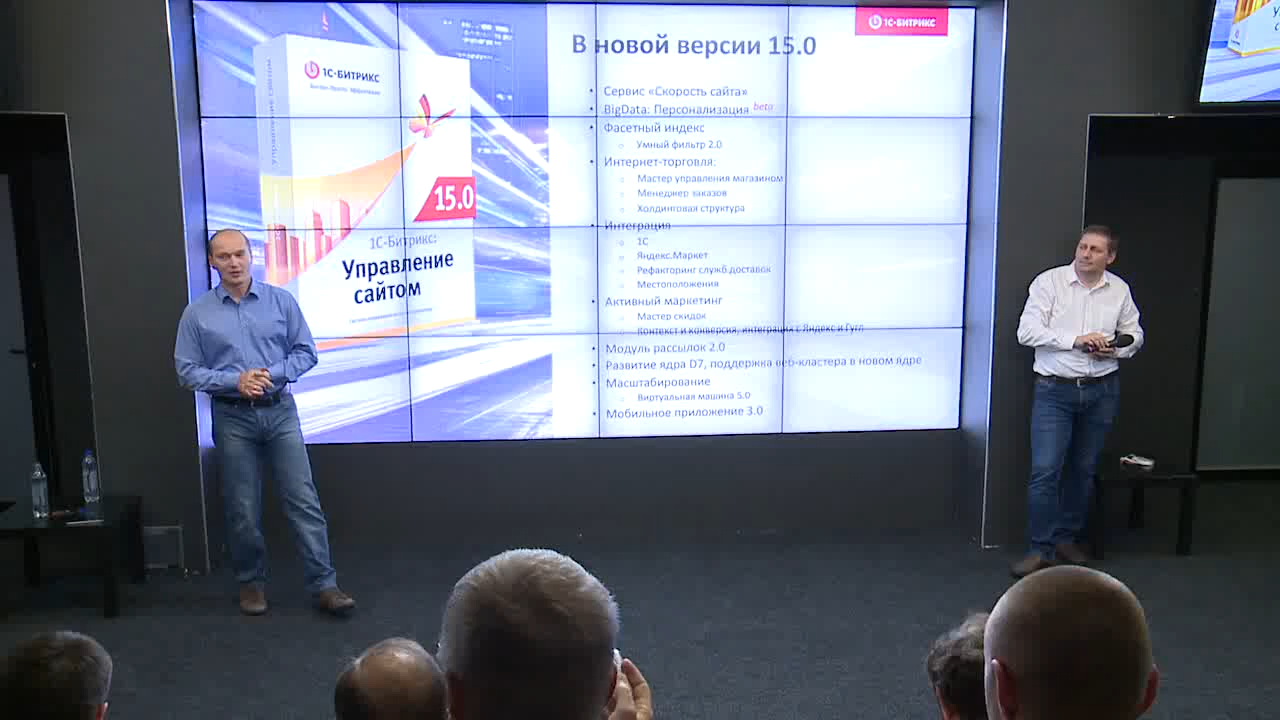 1С-БИТРИКС
В новой версии 15.0
• Сервис «Скорость сайта»
• BigData: Персонализация beta
• Фасетный индекс
○ Умный фильтр 2.0
• Интернет-торговля:
○ Мастер управления магазином
○ Менеджер заказов
○ Холдинговая структура
• Интеграция
○ 1С
○ Яндекс.Маркет
○ Рефакторинг служб доставок
○ Местоположения
• Активный маркетинг
○ Мастер скидок
○ Контекст и конверсия, интеграция с Яндекс и Гугл
• Модуль рассылок 2.0
• Развитие ядра D7, поддержка веб-кластера в новом ядре
• Масштабирование
○ Виртуальная машина 5.0
• Мобильное приложение 3.0
1С-БИТРИКС
Управление сайтом
15.0
1С-Битрикс:
Управление
сайтом